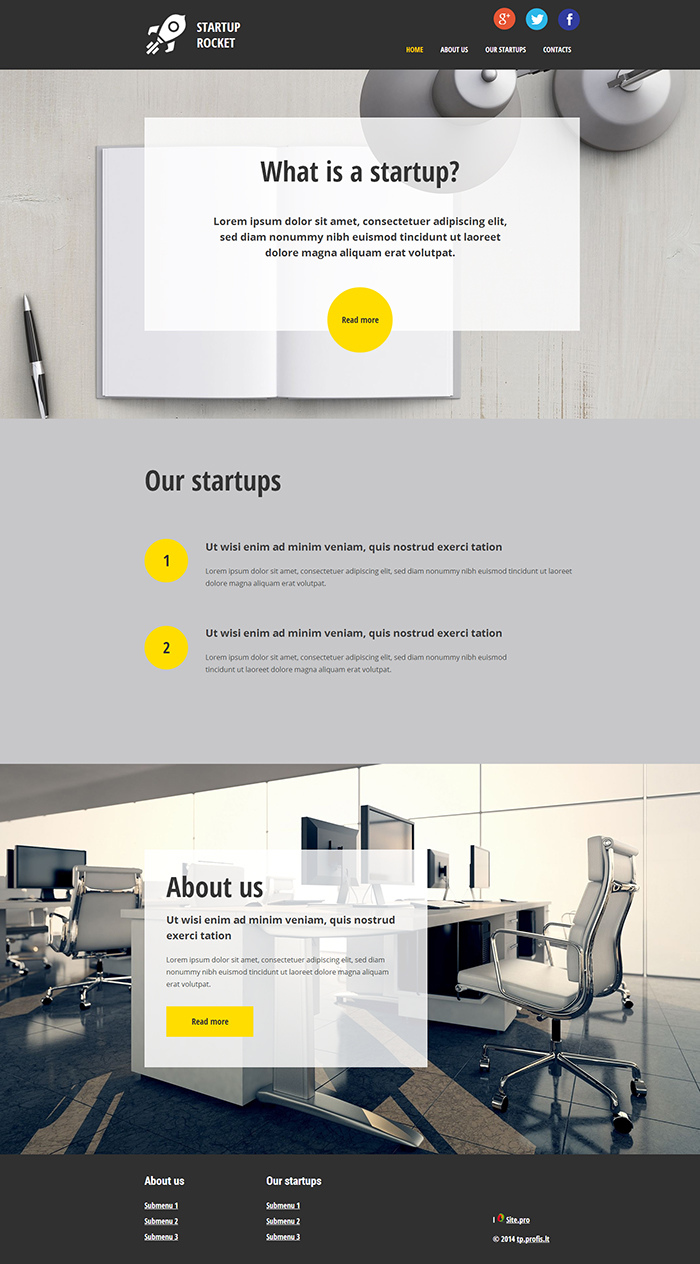 STARTUP
ROCKET
g+
f
HOME ABOUT US OUR STARTUPS CONTACTS
What is a startup?
Lorem ipsum dolor sit amet, consectetuer adipiscing elit,
sed diam nonummy nibh euismod tincidunt ut laoreet
dolore magna aliquam erat volutpat.
Read more
Our startups
1
Ut wisi enim ad minim veniam, quis nostrud exerci tation
Lorem ipsum dolor sit amet, consectetuer adipiscing elit, sed diam nonummy nibh euismod tincidunt ut laoreet
dolore magna aliquam erat volutpat.
2
Ut wisi enim ad minim veniam, quis nostrud exerci tation
Lorem ipsum dolor sit amet, consectetuer adipiscing elit, sed diam nonummy nibh euismod
tincidunt ut laoreet dolore magna aliquam erat volutpat.
About us
Ut wisi enim ad minim veniam, quis nostrud
exerci tation
Lorem ipsum dolor sit amet, consectetuer adipiscing elit, sed diam
nonummy nibh euismod tincidunt ut laoreet dolore magna aliquam
erat volutpat.
Read more
About us
Submenu 1
Submenu 2
Submenu 3
Our startups
Submenu 1
Submenu 2
Submenu 3
| Site.pro
© 2014 tp.profis.lt